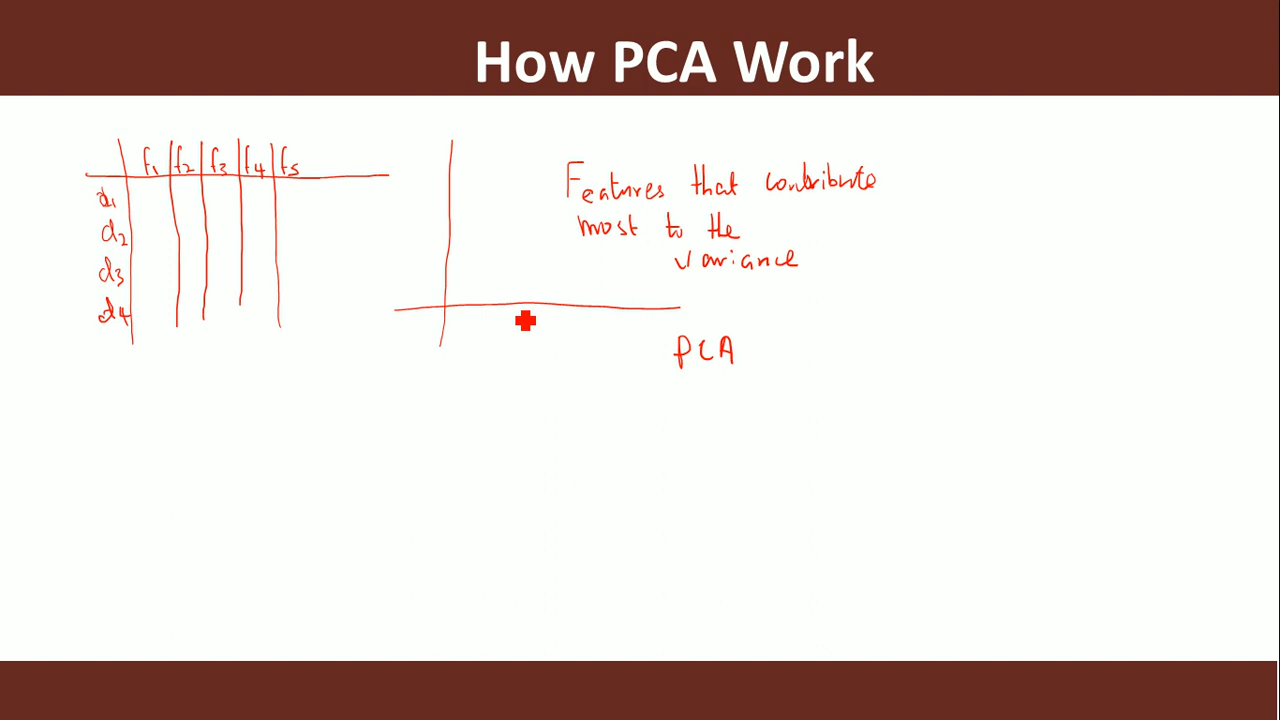 How PCA Work
f1 f2 f3 f4 f5
d1
d2
d3
d4
Features that contribute
most to the
variance
PCA